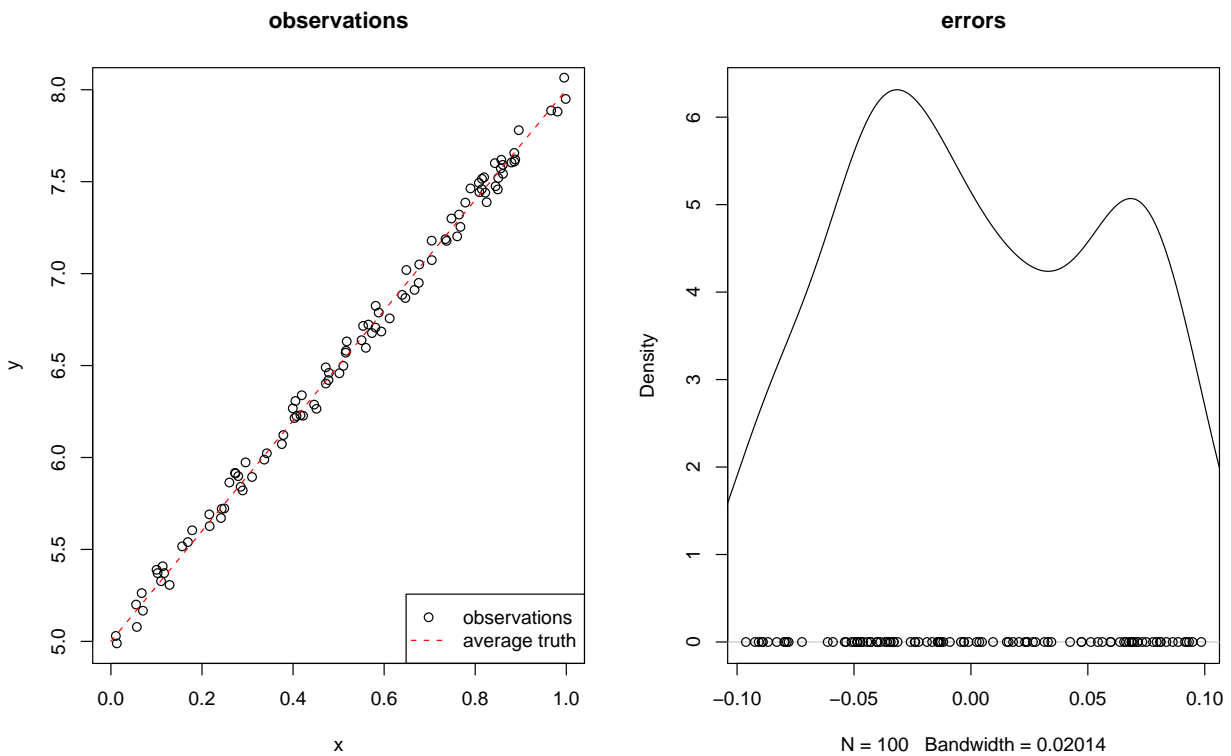 observations
8.0
7.5
7.0
6.5
6.0
5.5
5.0
y
0.0 0.2 0.4 0.6 0.8 1.0
x
observations
average truth
errors
6
5
4
3
2
1
0
Density
−0.10 −0.05 0.00 0.05 0.10
N = 100 Bandwidth = 0.02014